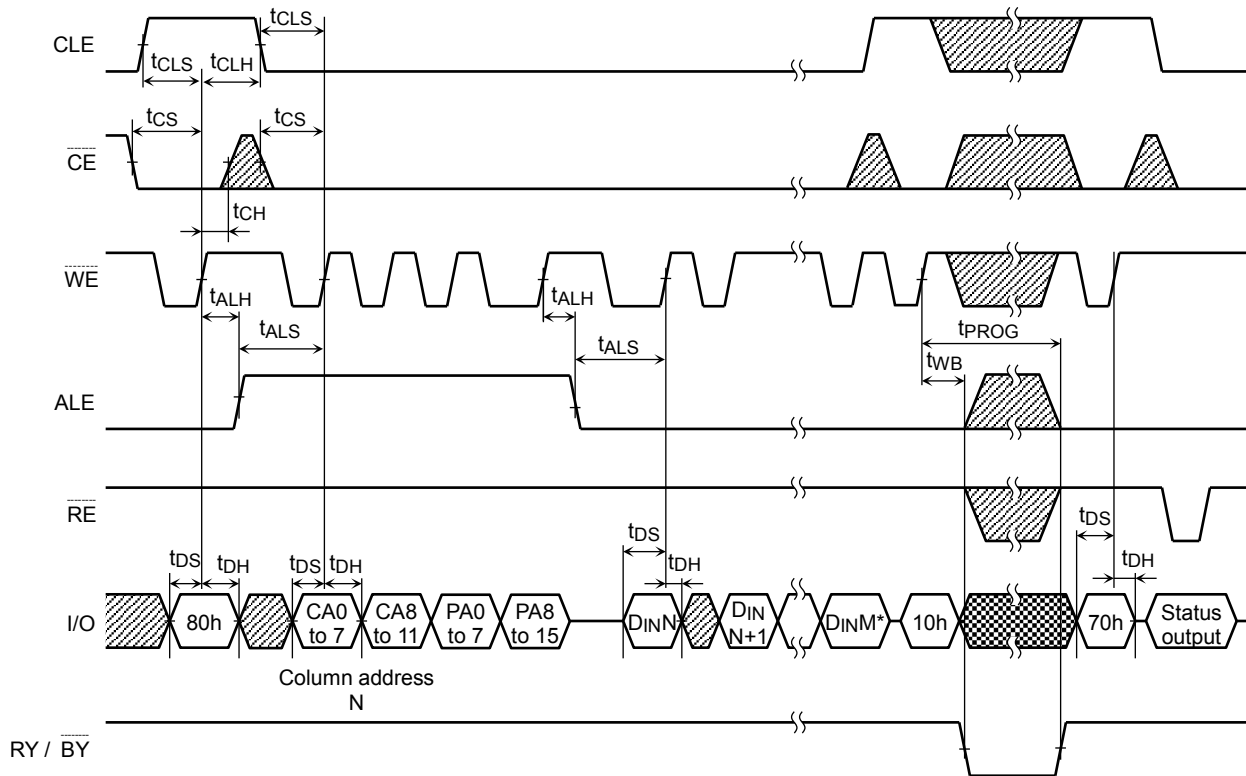 tCLS
CLE
tCLS
tCLH
tCS
tCS
CE
tCH
WE
tALH
tALS
tALH
tALS
tPROG
tWB
ALE
RE
tDS
tDH
tDS
tDH
tDS
tDH
tDS
tDH
I/O
80h
CA0
to 7
CA8
to 11
PA0
to 7
PA8
to 15
DINN
DIN
N+1
DINM*
10h
70h
Status
output
Column address
N
RY / BY